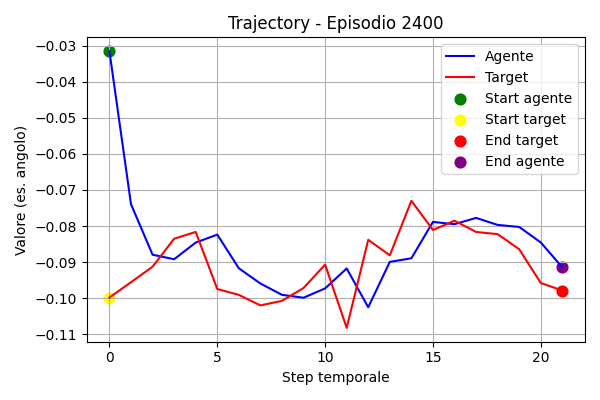 Trajectory - Episodio 2400
Valore (es. angolo)
−0.03
−0.04
−0.05
−0.06
−0.07
−0.08
−0.09
−0.10
−0.11
Agente
Target
Start agente
Start target
End target
End agente
0
5
10
15
20
Step temporale